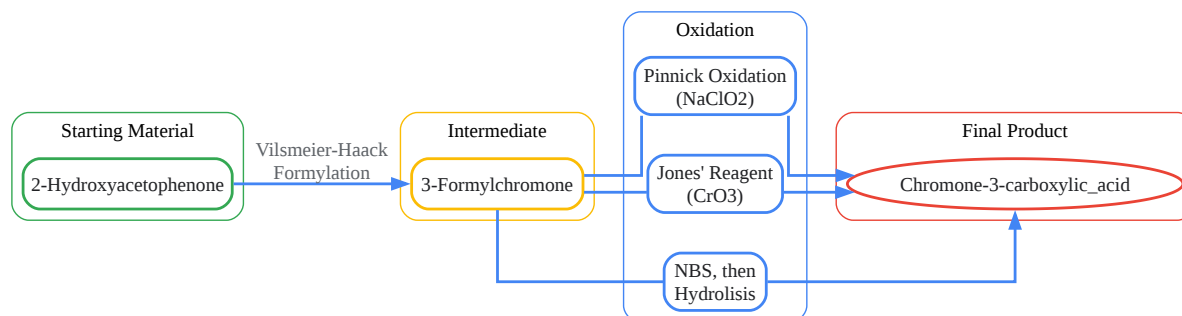 Oxidation
Pinnick Oxidation
(NaClO2)
Starting Material
Intermediate
Final Product
Vilsmeier-Haack
Formylation
2-Hydroxyacetophenone
3-Formylchromone
Jones' Reagent
(CrO3)
Chromone-3-carboxylic_acid
NBS, then
Hydrolisis